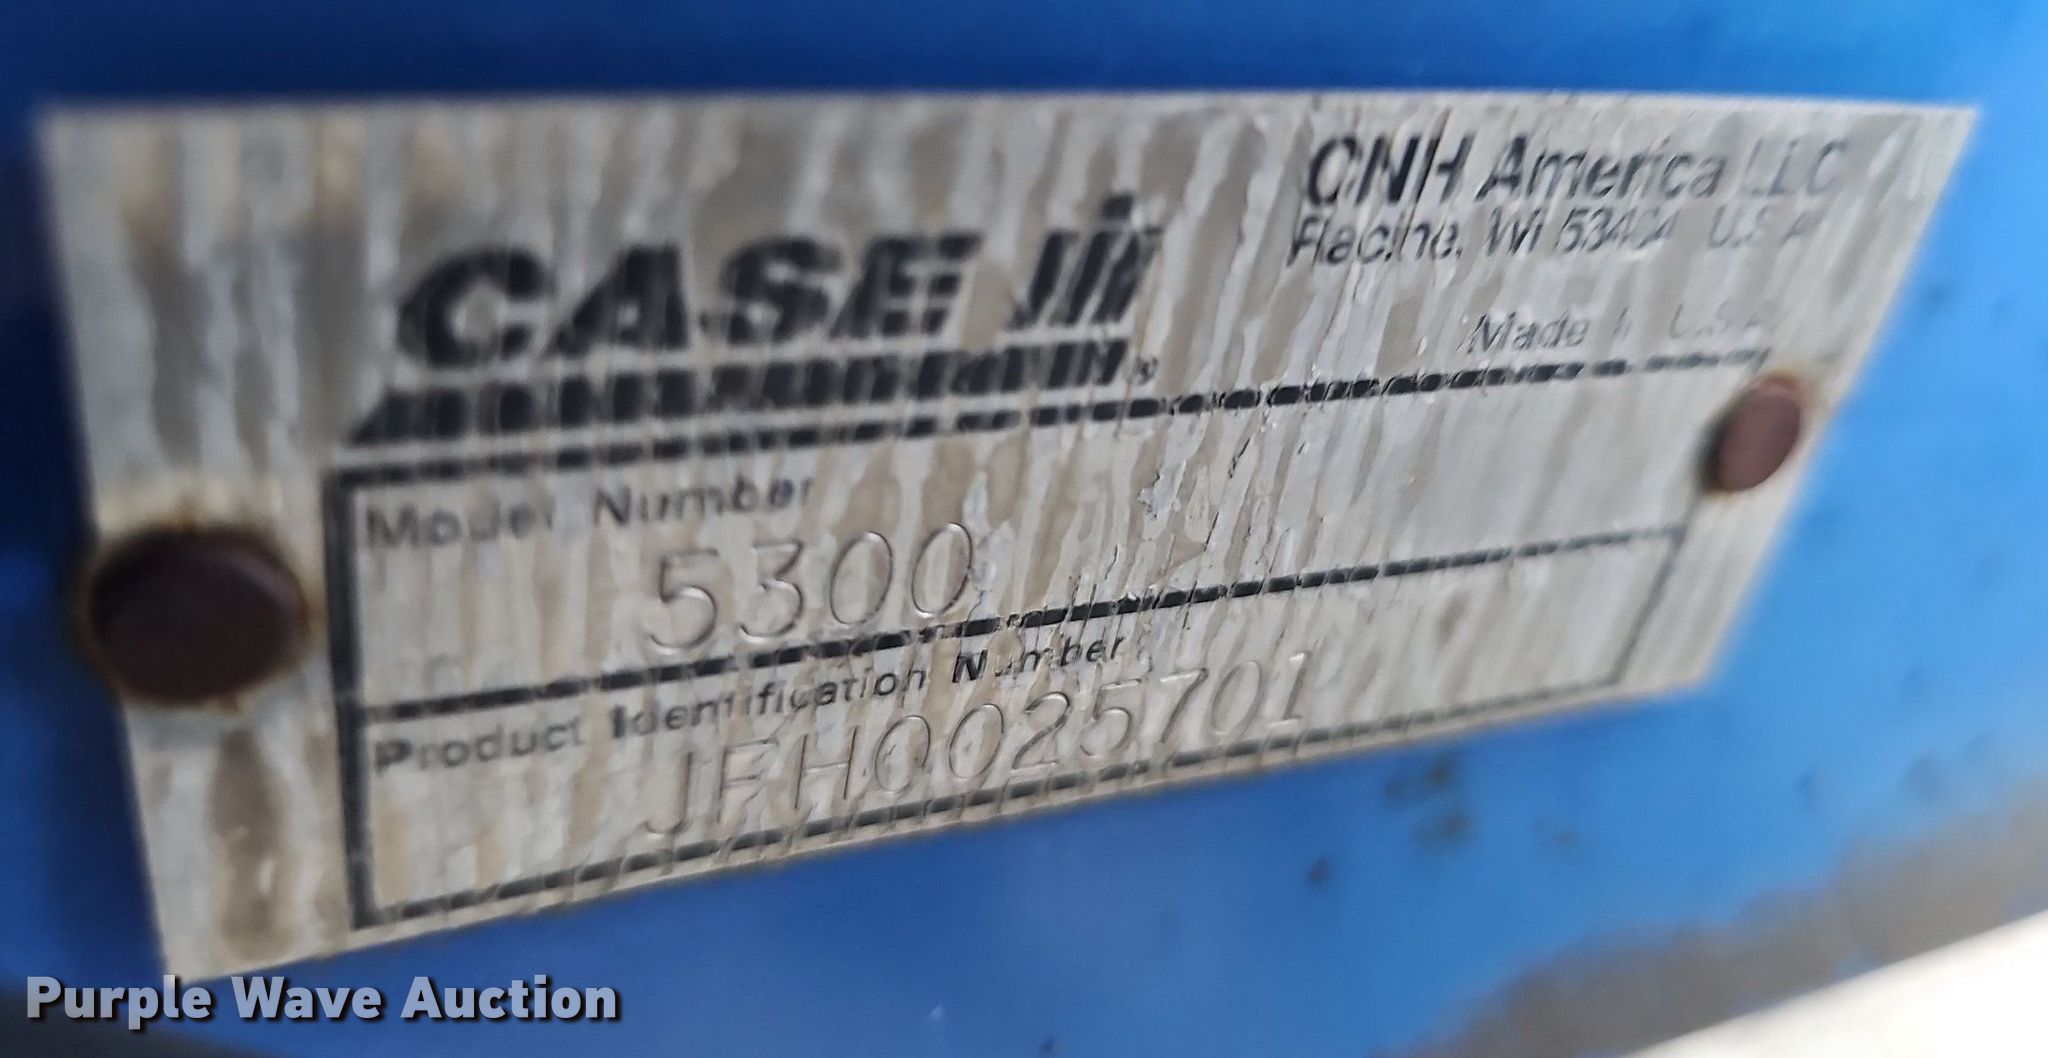 CNH America LLC
Racine, WI 53404 U.S.A.
CASE IH
Made in U.S.A.
Model Number
5300
Product Identification Number
JFH0025701
Purple Wave Auction